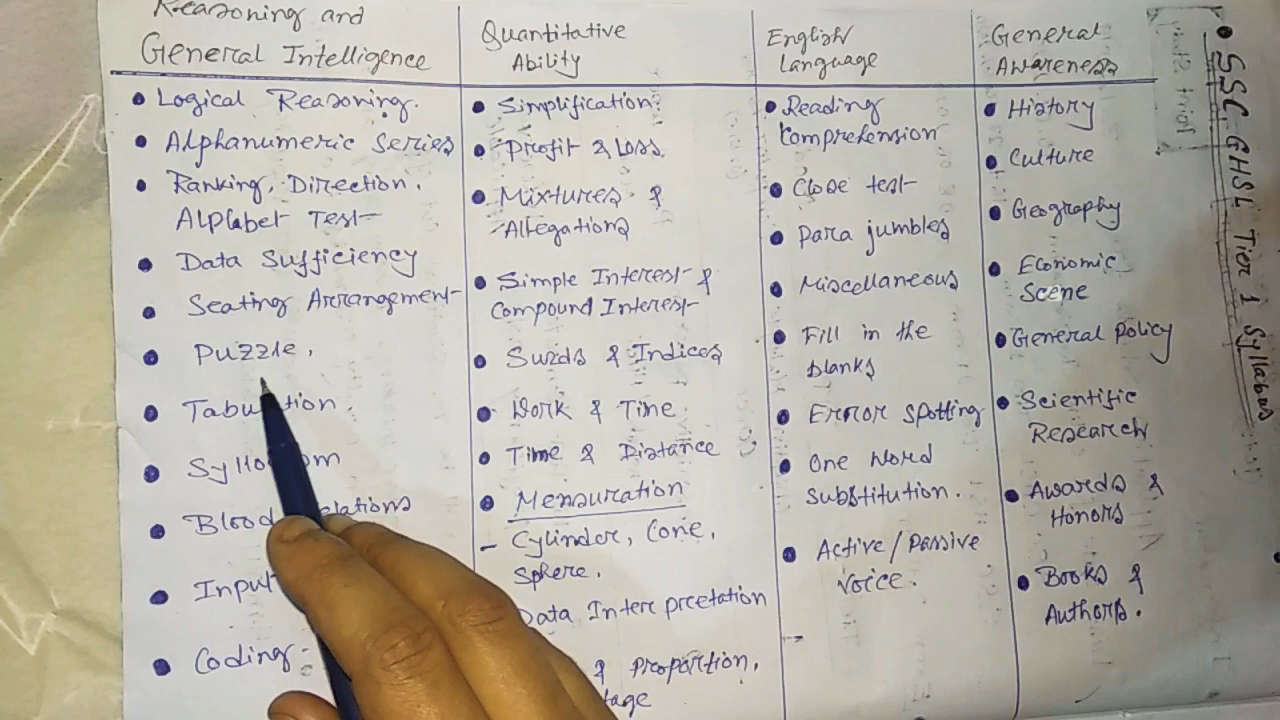 Reasoning and
General Intelligence
• Logical Reasoning.
• Alphanumeric Series
• Ranking, Direction,
Alphabet Test
• Data Sufficiency
• Seating Arrangement
• Puzzle,
•
•
• Blood
• Input
• Coding-
Quantitative
Ability
• Simplification.
• Profit & Loss.
• Mixtures &
Allegations
• Simple Interest &
Compound Interest
• Surds & Indices
• Work & Time
• Time & Distance
• Mensuration
- Cylinder, Cone,
Sphere.
Data Interpretation
& Proportion,
English
Language
• Reading
Comprehension
• Close test
• Para jumbles
• Miscellaneous
• Fill in the
blanks
• Error Spotting
• One Word
Substitution.
• Active/Passive
Voice.
General
Awareness
• History
• Culture
• Geography
• Economic
Scene
• General Policy
• Scientific
Research
• Awards &
Honors
• Books &
Authors.
• SSC CHSL Tier 1 Syllabus